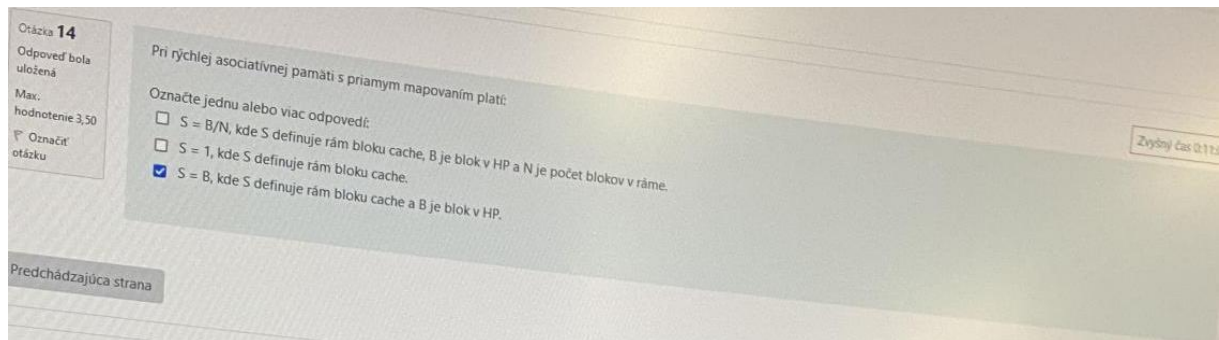 Otázka 14
Odpoveď bola
uložená
Max.
hodnotenie 3,50
Označiť
otázku
Pri rýchlej asociatívnej pamäti s priamym mapovaním platí:
Označte jednu alebo viac odpovedí:
S = B/N, kde S definuje rám bloku cache, B je blok v HP a N je počet blokov v ráme.
S = 1, kde S definuje rám bloku cache.
S = B, kde S definuje rám bloku cache a B je blok v HP.
Zvyšný čas
Predchádzajúca strana